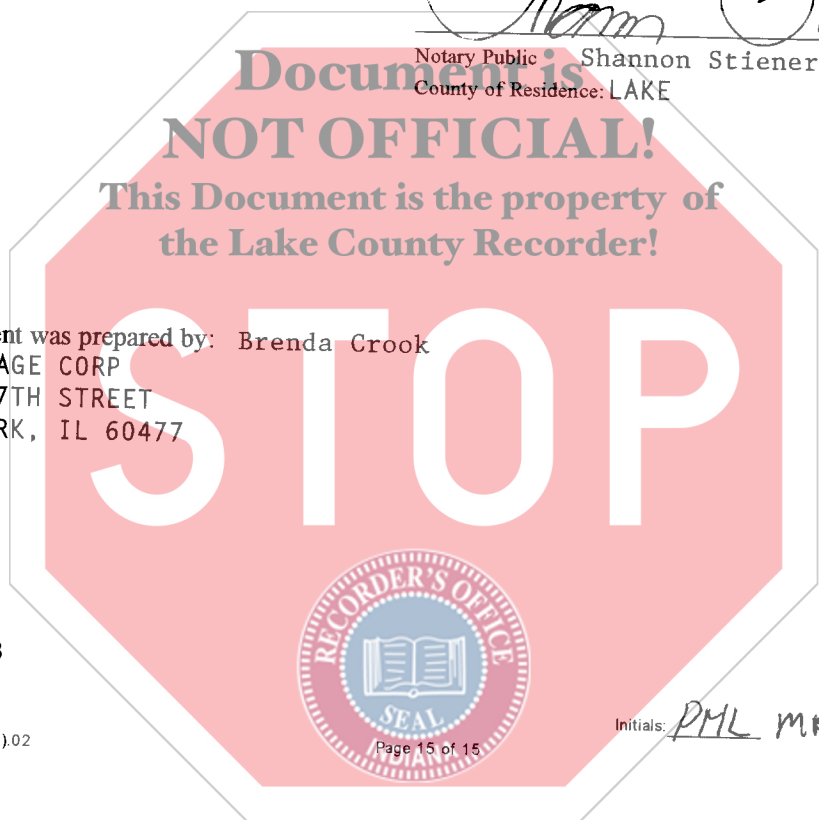 Document is
Notary Public Shannon Stiener
County of Residence: LAKE
NOT OFFICIAL!
This Document is the property of
the Lake County Recorder!
ent was prepared by: Brenda Crook
AGE CORP
7TH STREET
RK, IL 60477
STOP
RECORDER'S OFFICE
SEAL
INDIANA
Initials: PML
).02
Page 15 of 15